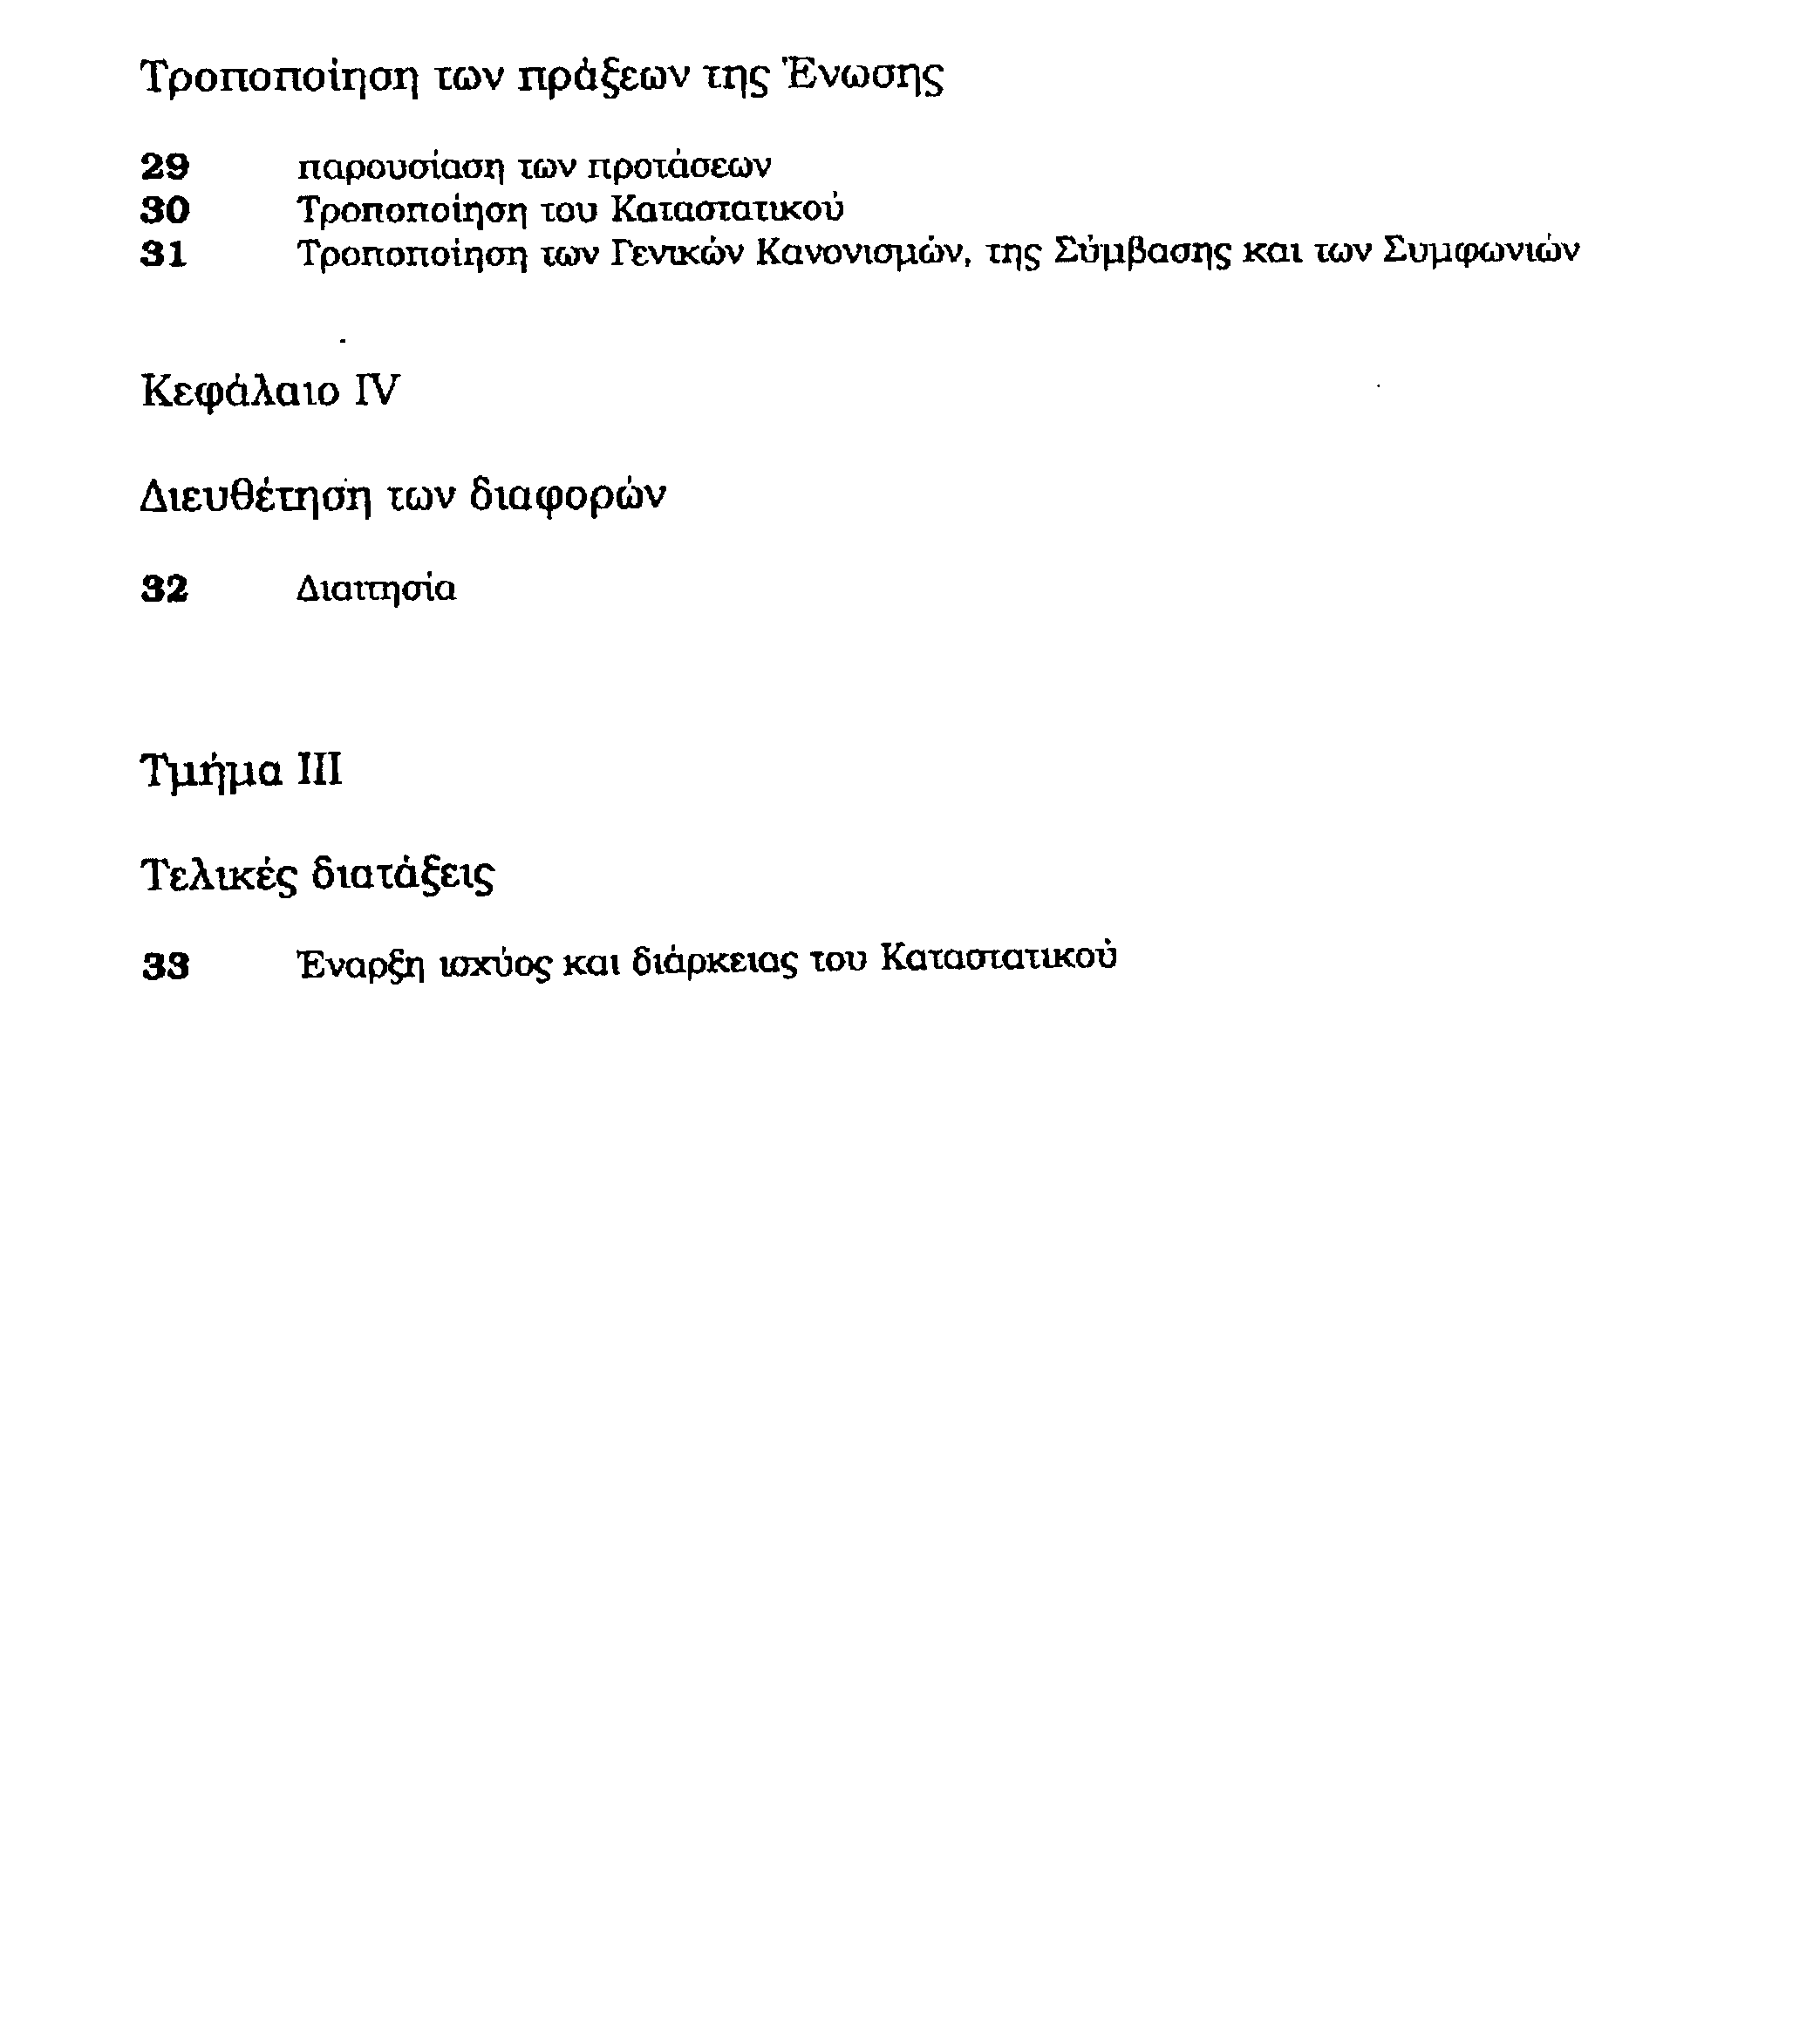 Τροποποίηση των πράξεων της Ένωσης
29 παρουσίαση των προτάσεων
30 Τροποποίηση του Καταστατικού
31 Τροποποίηση των Γενικών Κανονισμών, της Σύμβασης και των Συμφωνιών
Κεφάλαιο IV
Διευθέτηση των διαφορών
32 Διαιτησία
Τμήμα III
Τελικές διατάξεις
33 Έναρξη ισχύος και διάρκειας του Καταστατικού